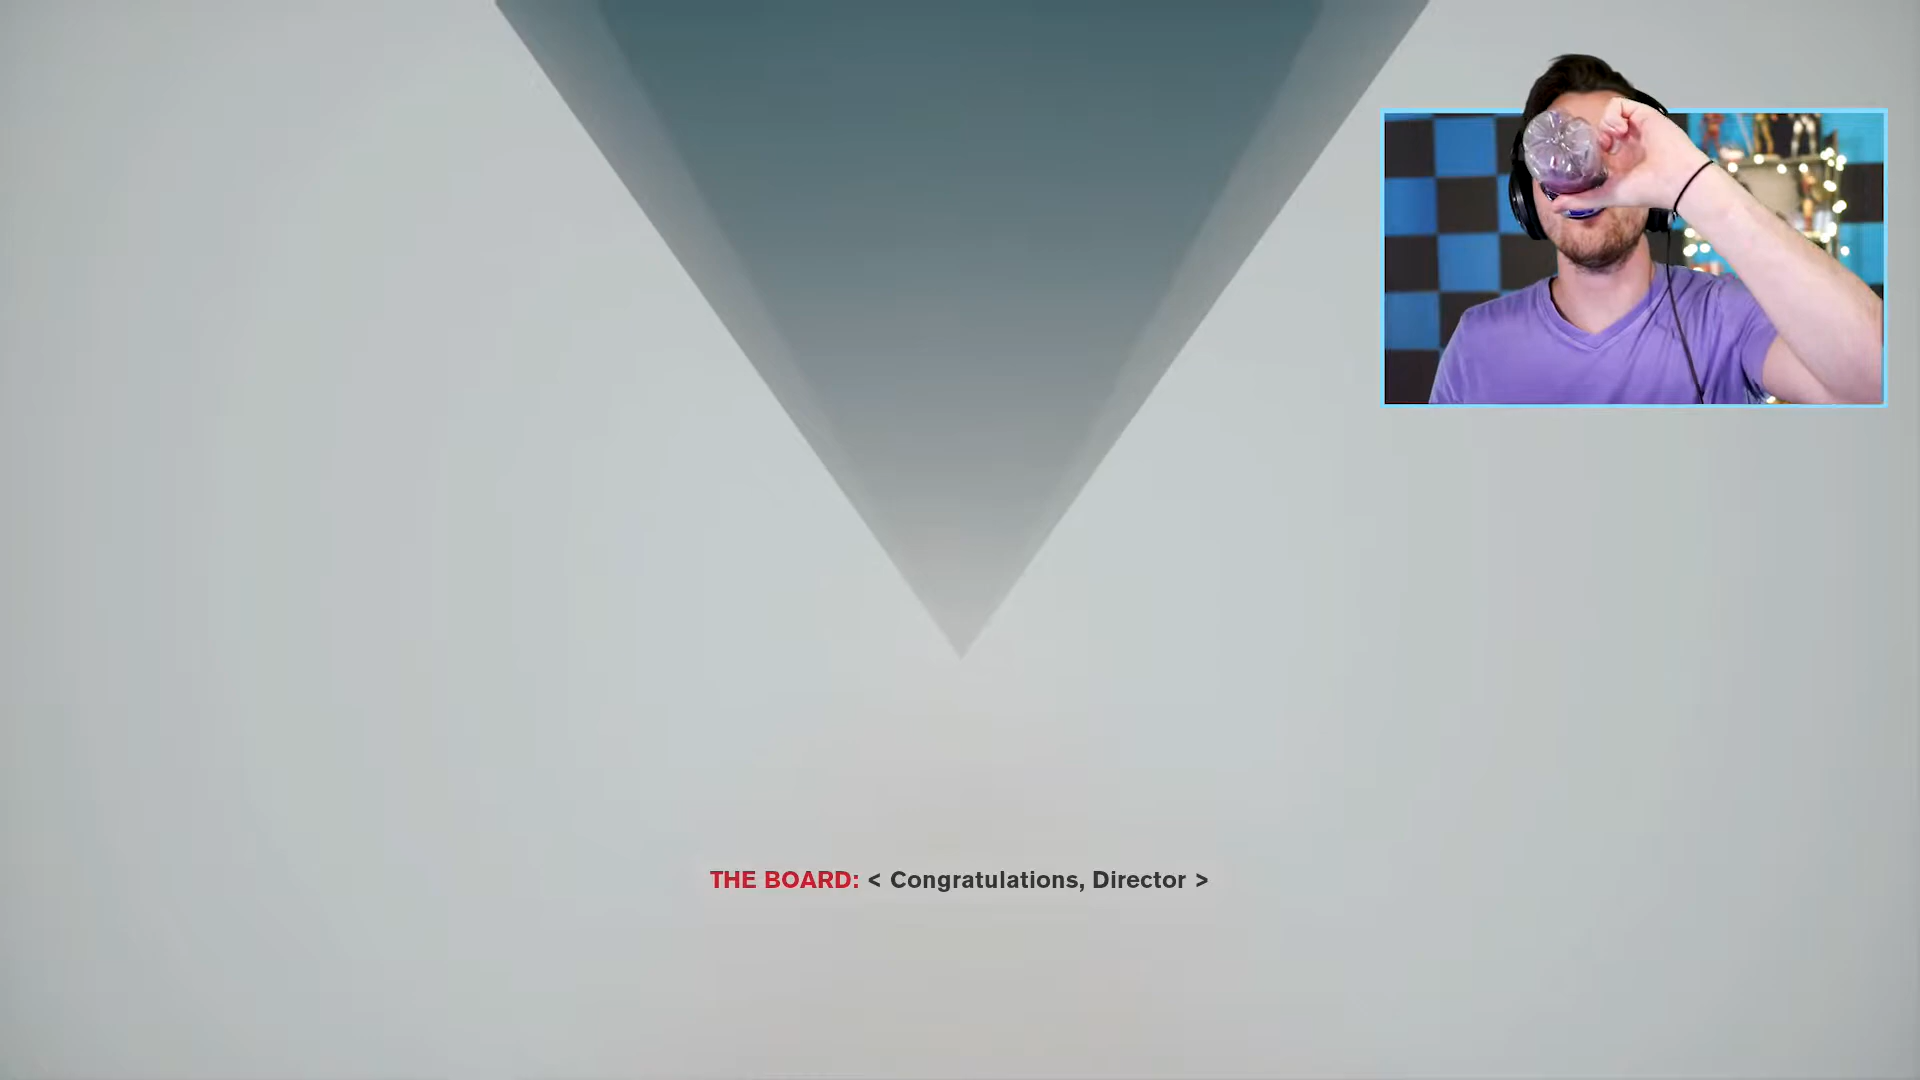 THE BOARD: < Congratulations, Director >